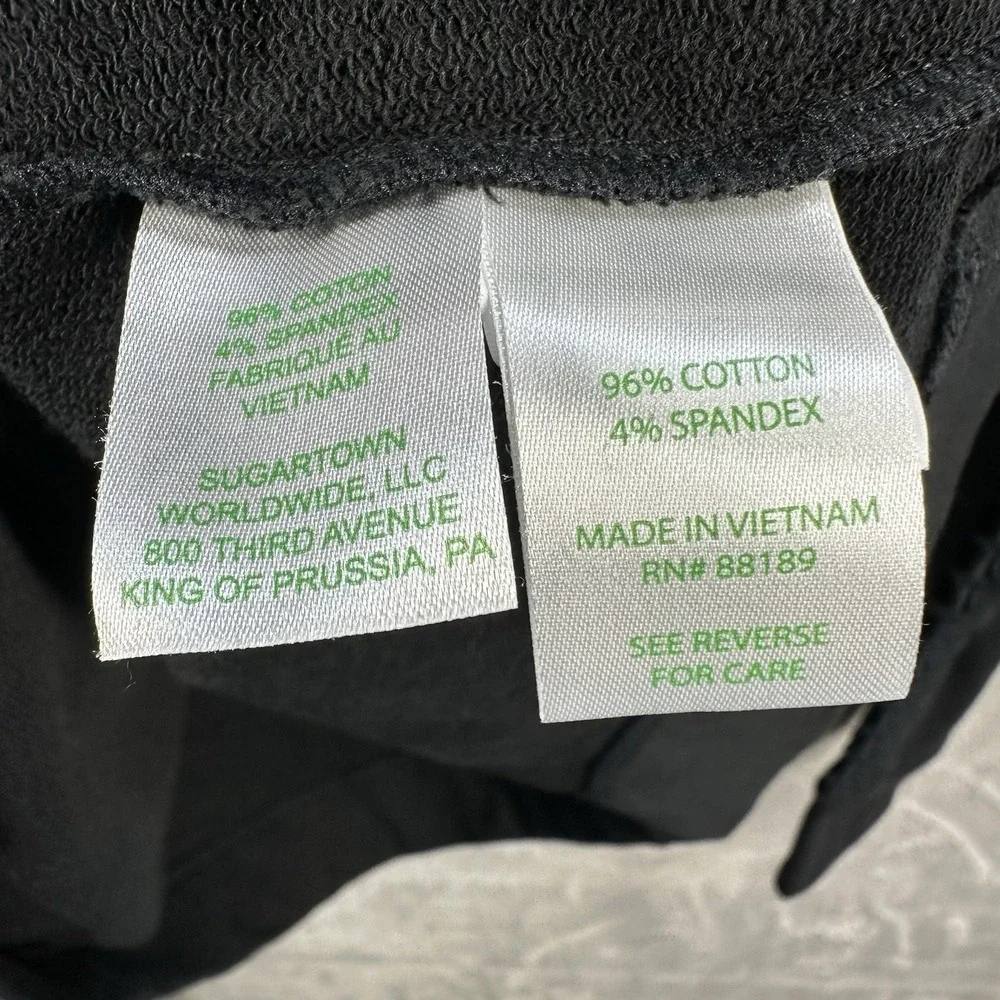 96% COTON
4% SPANDEX
FABRIQUE AU
VIETNAM
SUGARTOWN
WORLDWIDE, LLC
800 THIRD AVENUE
KING OF PRUSSIA, PA
96% COTTON
4% SPANDEX
MADE IN VIETNAM
RN# 88189
SEE REVERSE
FOR CARE